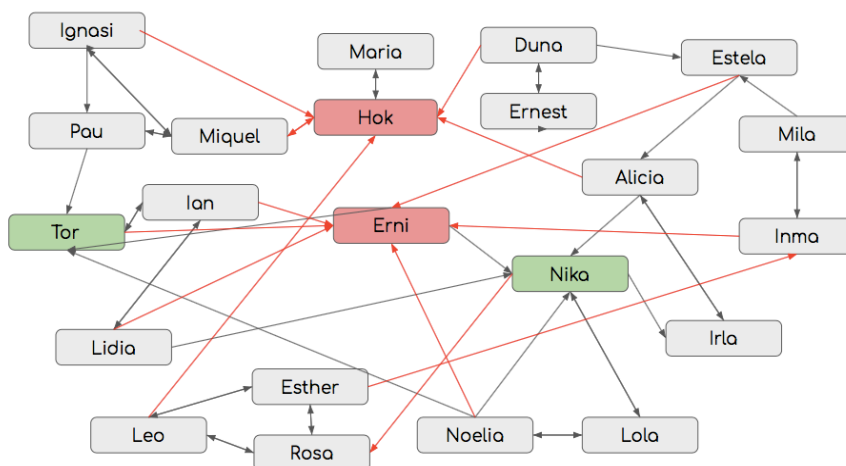 Ignasi
Maria
Duna
Estela
Hok
Ernest
Pau
Miquel
Mila
Alicia
Ian
Tor
Erni
Inma
Nika
Lidia
Irla
Esther
Leo
Rosa
Noelia
Lola